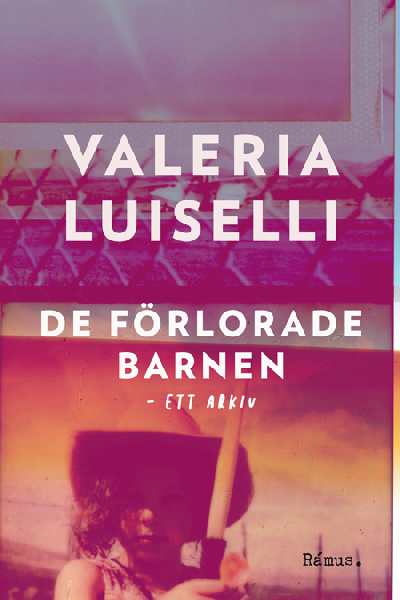 VALERIA
LUISELLI
DE FÖRLORADE
BARNEN
- ETT ARKIV
Rámus.